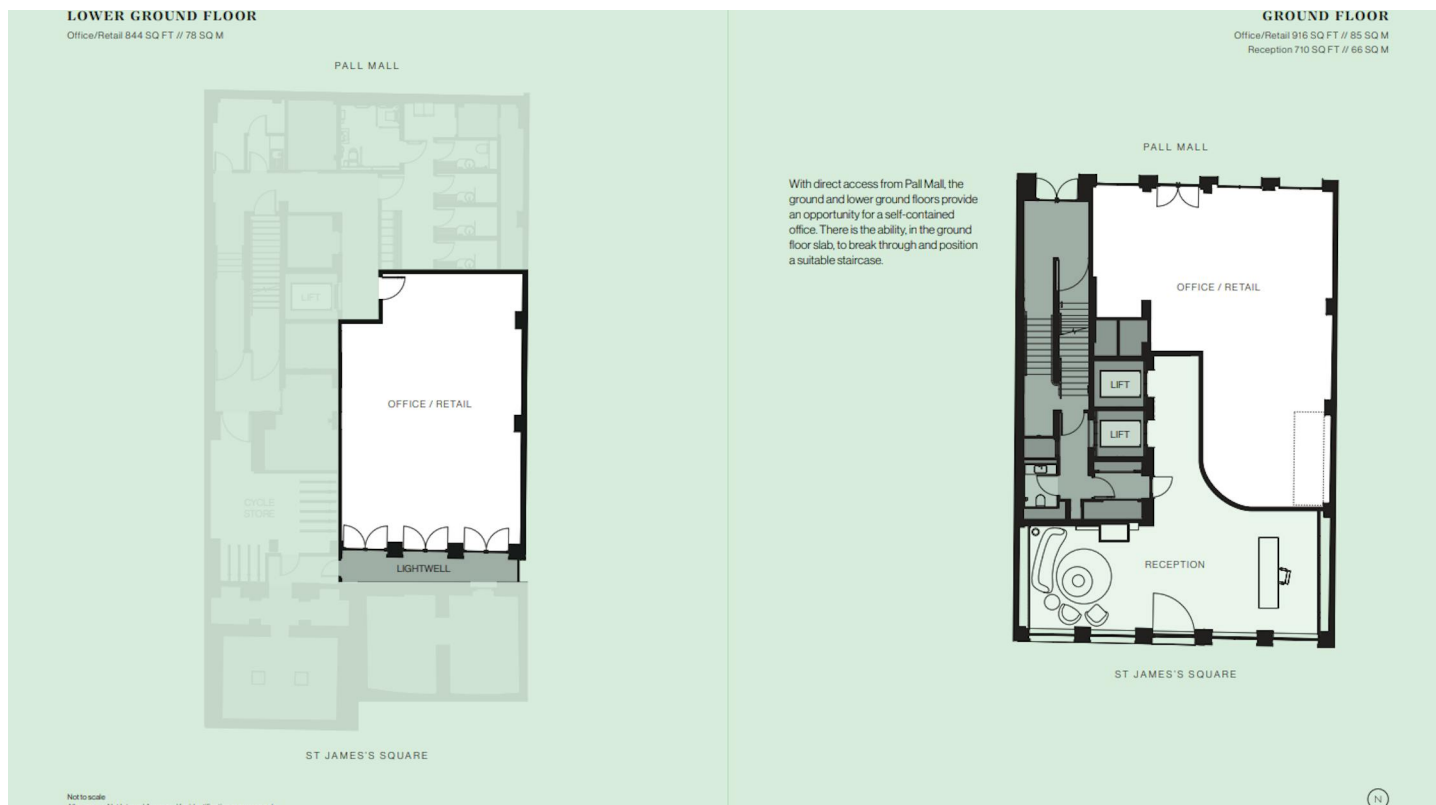 LOWER GROUND FLOOR
Office/Retail 844 SQ FT // 78 SQ M
PALL MALL
LIFT
OFFICE / RETAIL
CYCLE
STORE
LIGHTWELL
ST JAMES'S SQUARE
Not to scale
GROUND FLOOR
Office/Retail 916 SQ FT // 85 SQ M
Reception 710 SQ FT // 66 SQ M
With direct access from Pall Mall, the
ground and lower ground floors provide
an opportunity for a self-contained
office. There is the ability, in the ground
floor slab, to break through and position
a suitable staircase.
PALL MALL
OFFICE / RETAIL
LIFT
LIFT
RECEPTION
ST JAMES'S SQUARE
N